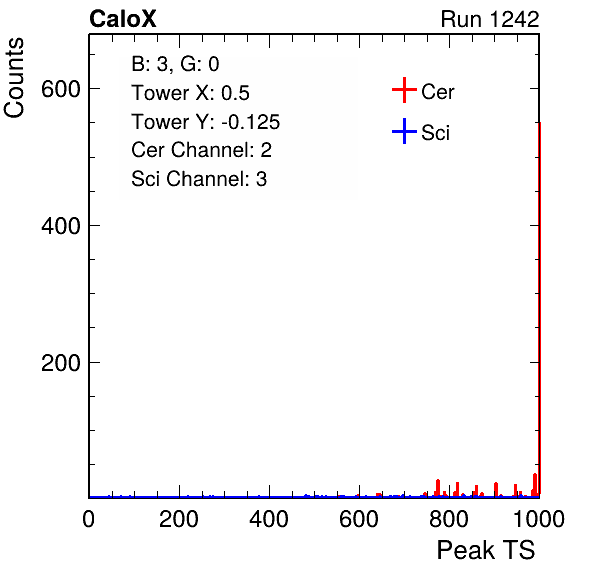 CaloX Run 1242
Counts
B: 3, G: 0
Tower X: 0.5
Tower Y: -0.125
Cer Channel: 2
Sci Channel: 3
Cer
Sci
600
400
200
0 200 400 600 800 1000
Peak TS